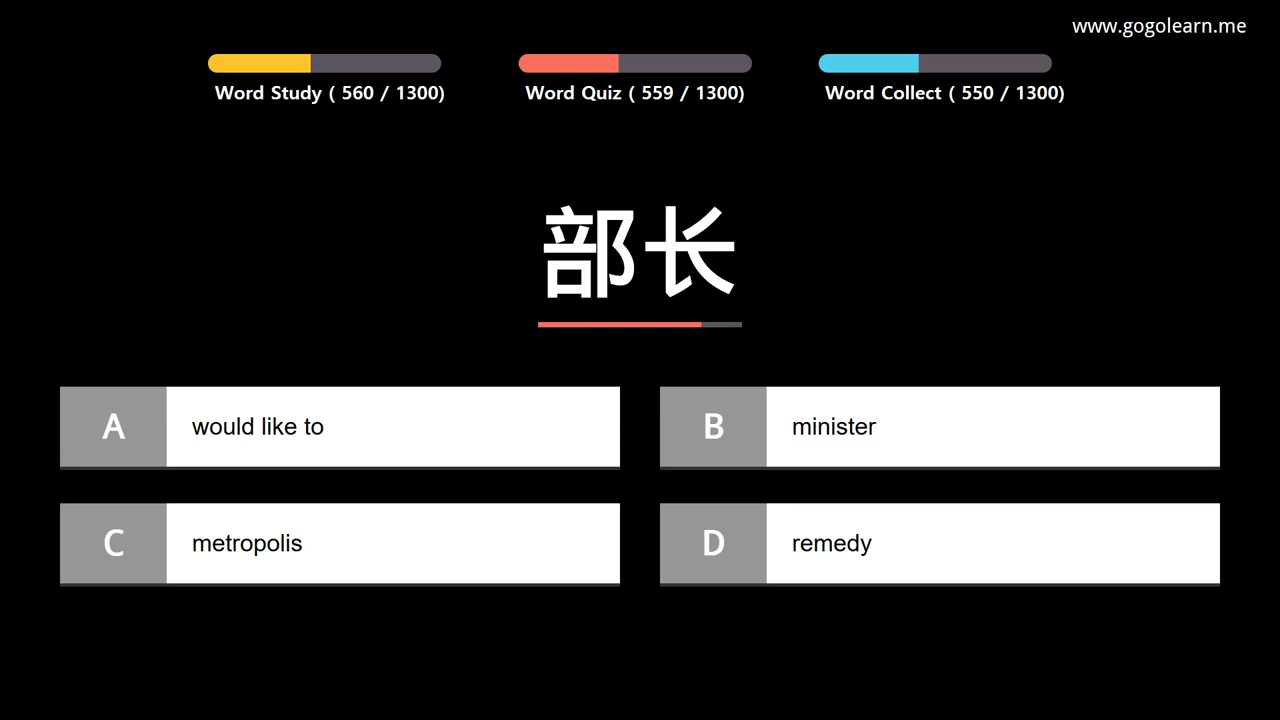 www.gogolearn.me
Word Study ( 560 / 1300)
Word Quiz ( 559 / 1300)
Word Collect ( 550 / 1300)
部长
A would like to
B minister
C metropolis
D remedy